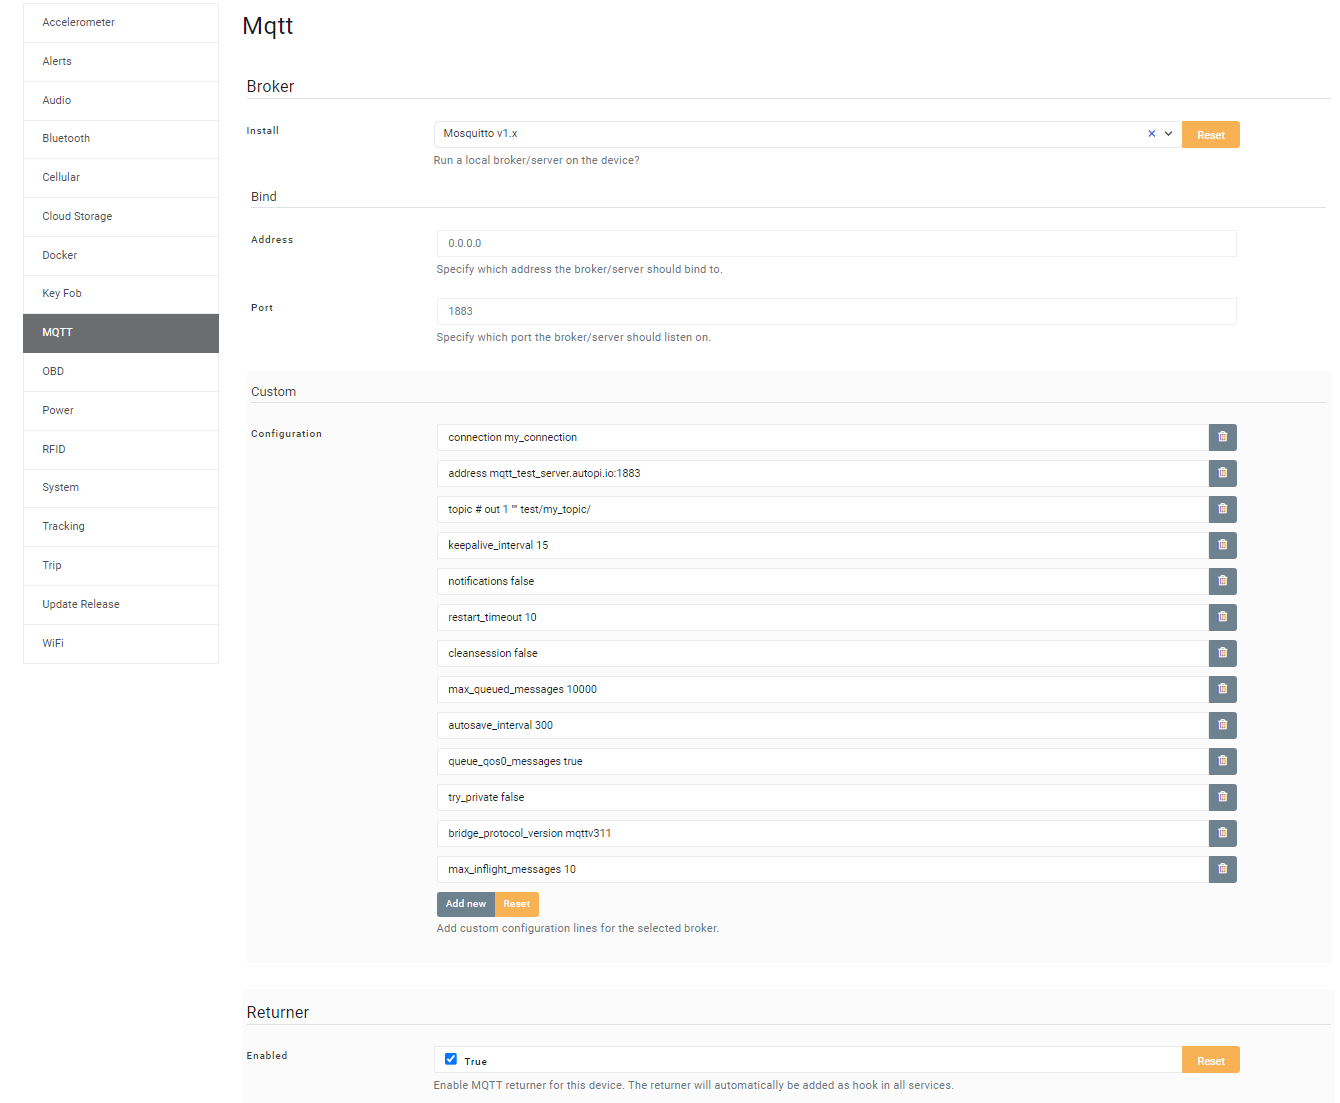 Accelerometer
Alerts
Audio
Bluetooth
Cellular
Cloud Storage
Docker
Key Fob
MQTT
OBD
Power
RFID
System
Tracking
Trip
Update Release
WiFi
Mqtt
Broker
Install
Mosquitto v1.x
Reset
Run a local broker/server on the device?
Bind
Address
0.0.0.0
Specify which address the broker/server should bind to.
Port
1883
Specify which port the broker/server should listen on.
Custom
Configuration
connection my_connection
address mqtt_test_server.autopi.io:1883
topic # out 1 "" test/my_topic/
keepalive_interval 15
notifications false
restart_timeout 10
cleansession false
max_queued_messages 10000
autosave_interval 300
queue_qos0_messages true
try_private false
bridge_protocol_version mqttv311
max_inflight_messages 10
Add new
Reset
Add custom configuration lines for the selected broker.
Returner
Enabled
True
Reset
Enable MQTT returner for this device. The returner will automatically be added as hook in all services.